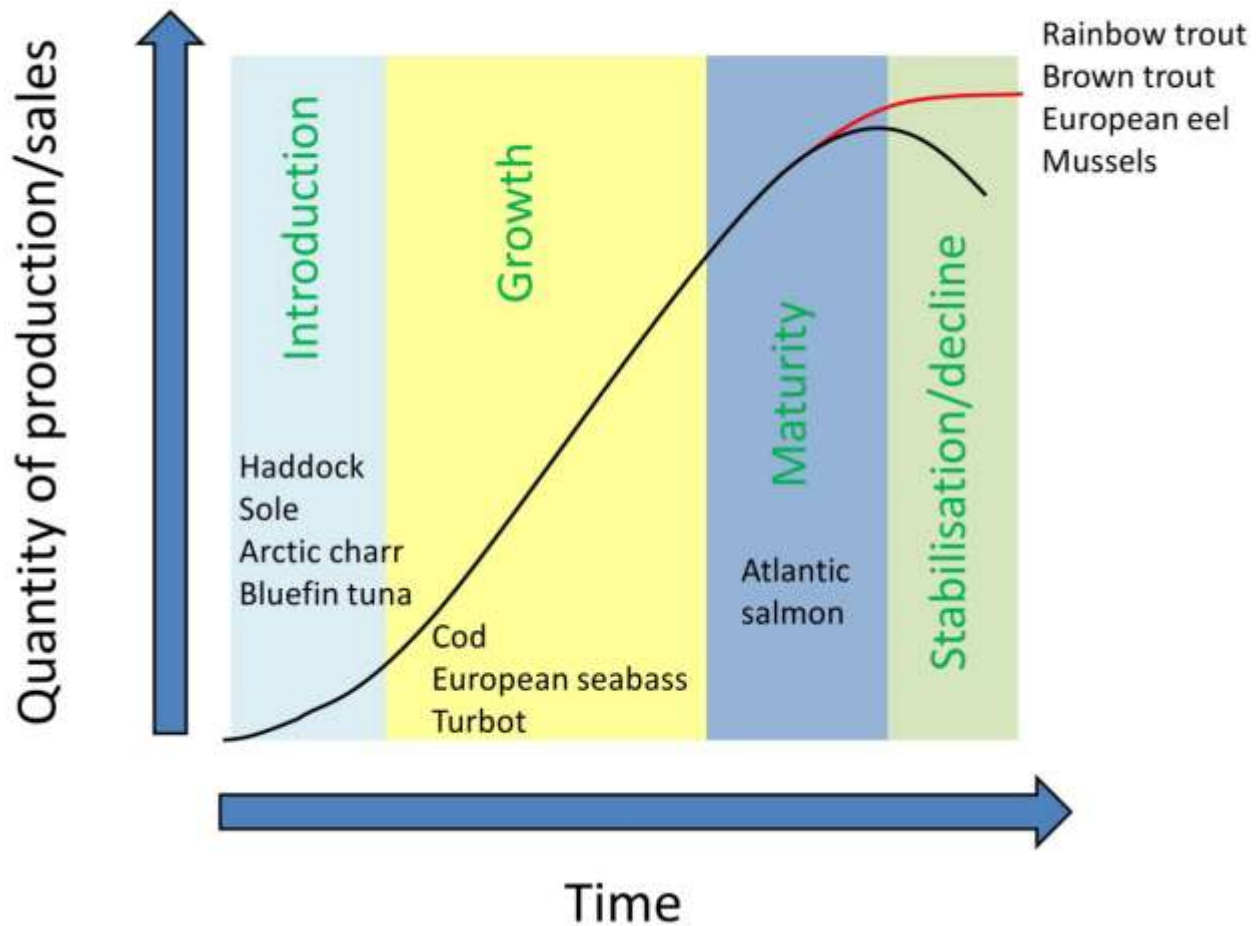 Quantity of production/sales
Introduction
Growth
Maturity
Stabilisation/decline
Rainbow trout
Brown trout
European eel
Mussels
Haddock
Sole
Arctic charr
Bluefin tuna
Cod
European seabass
Turbot
Atlantic
salmon
Time